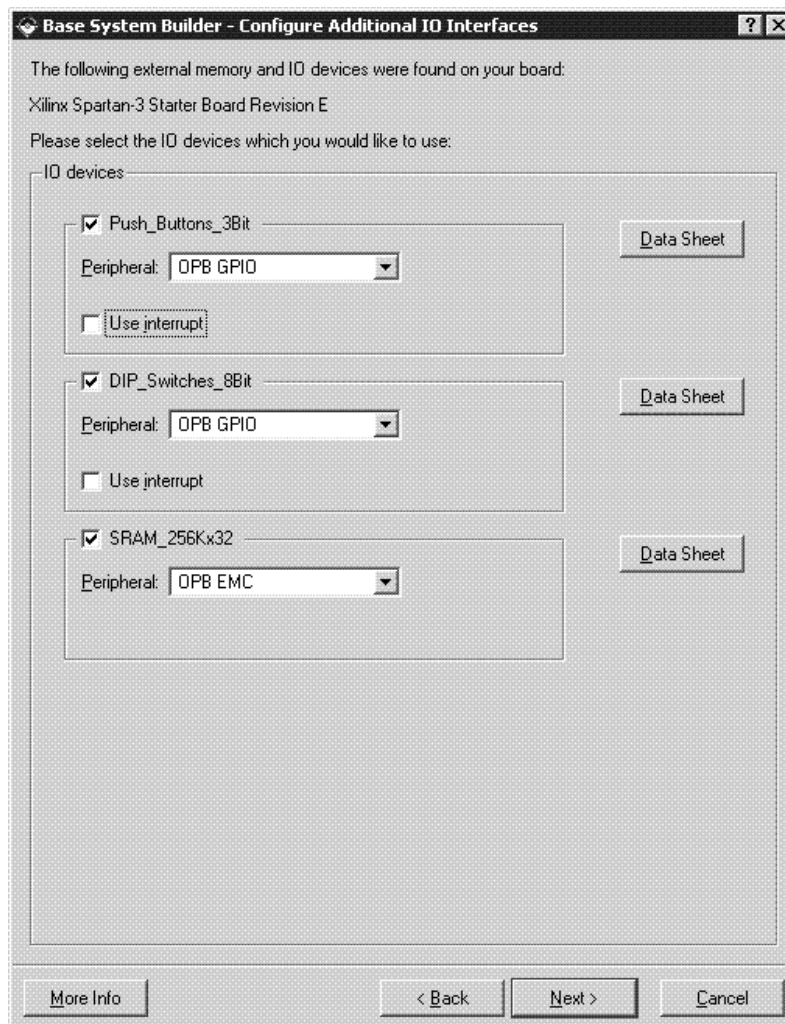 Base System Builder - Configure Additional IO Interfaces
The following external memory and IO devices were found on your board:
Xilinx Spartan-3 Starter Board Revision E
Please select the IO devices which you would like to use:
IO devices
Push_Buttons_3Bit
Data Sheet
Peripheral: OPB GPIO
Use interrupt
DIP_Switches_8Bit
Data Sheet
Peripheral: OPB GPIO
Use interrupt
SRAM_256Kx32
Data Sheet
Peripheral: OPB EMC
More Info < Back Next > Cancel